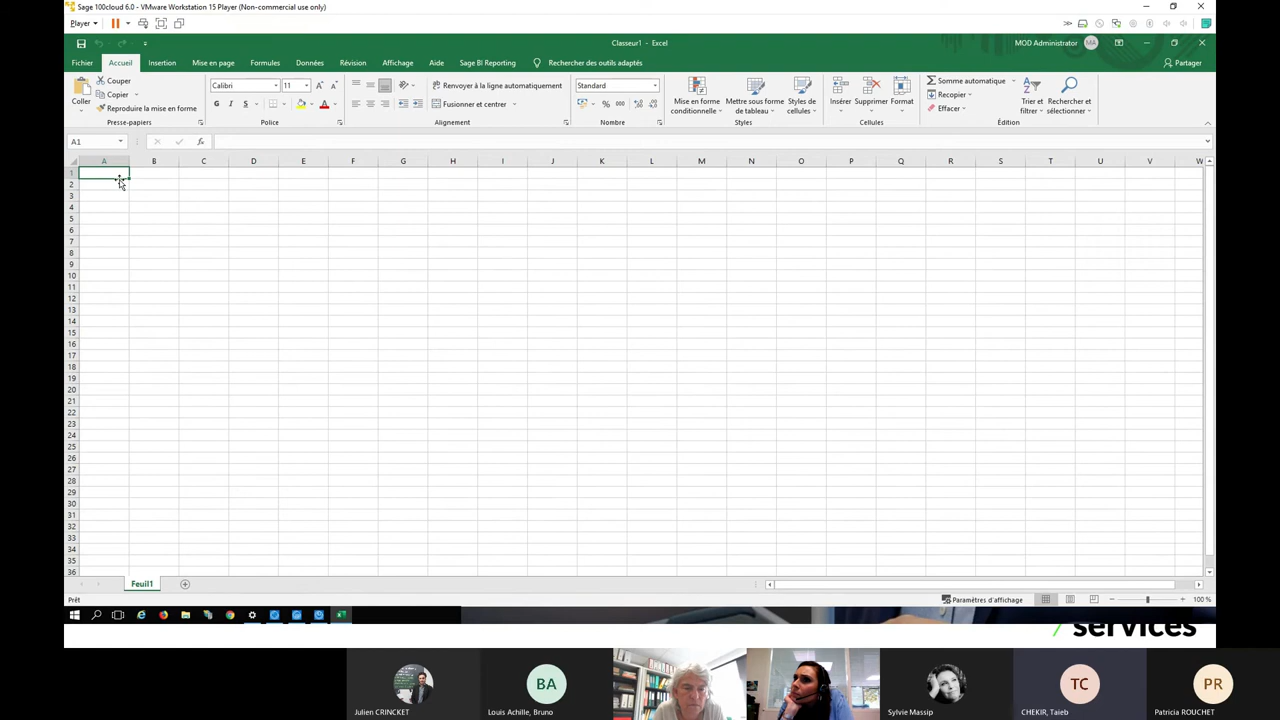 Sage 100cloud 6.0 - VMware Workstation 15 Player (Non-commercial use only)
Player
Classeur1 - Excel
MOD Administrator
MA
Fichier Accueil Insertion Mise en page Formules Données Révision Affichage Aide Sage BI Reporting Rechercher des outils adaptés Partager
Coller
Couper
Copier
Reproduire la mise en forme
Presse-papiers
Calibri 11
G I S
Police
Renvoyer à la ligne automatiquement
Fusionner et centrer
Alignement
Standard
% 000
Nombre
Mise en forme conditionnelle
Mettre sous forme de tableau
Styles de cellules
Styles
Insérer Supprimer Format
Cellules
Somme automatique
Recopier
Effacer
Trier et filtrer
Rechercher et sélectionner
Édition
A1
fx
A B C D E F G H I J K L M N O P Q R S T U V W
1
2
3
4
5
6
7
8
9
10
11
12
13
14
15
16
17
18
19
20
21
22
23
24
25
26
27
28
29
30
31
32
33
34
35
36
Feuil1
Prêt
Paramètres d'affichage
100 %
services
BA
TC
PR
Julien CRINCKET
Louis Achille, Bruno
Sylvie Massip
CHEKIR, Taieb
Patricia ROUCHET